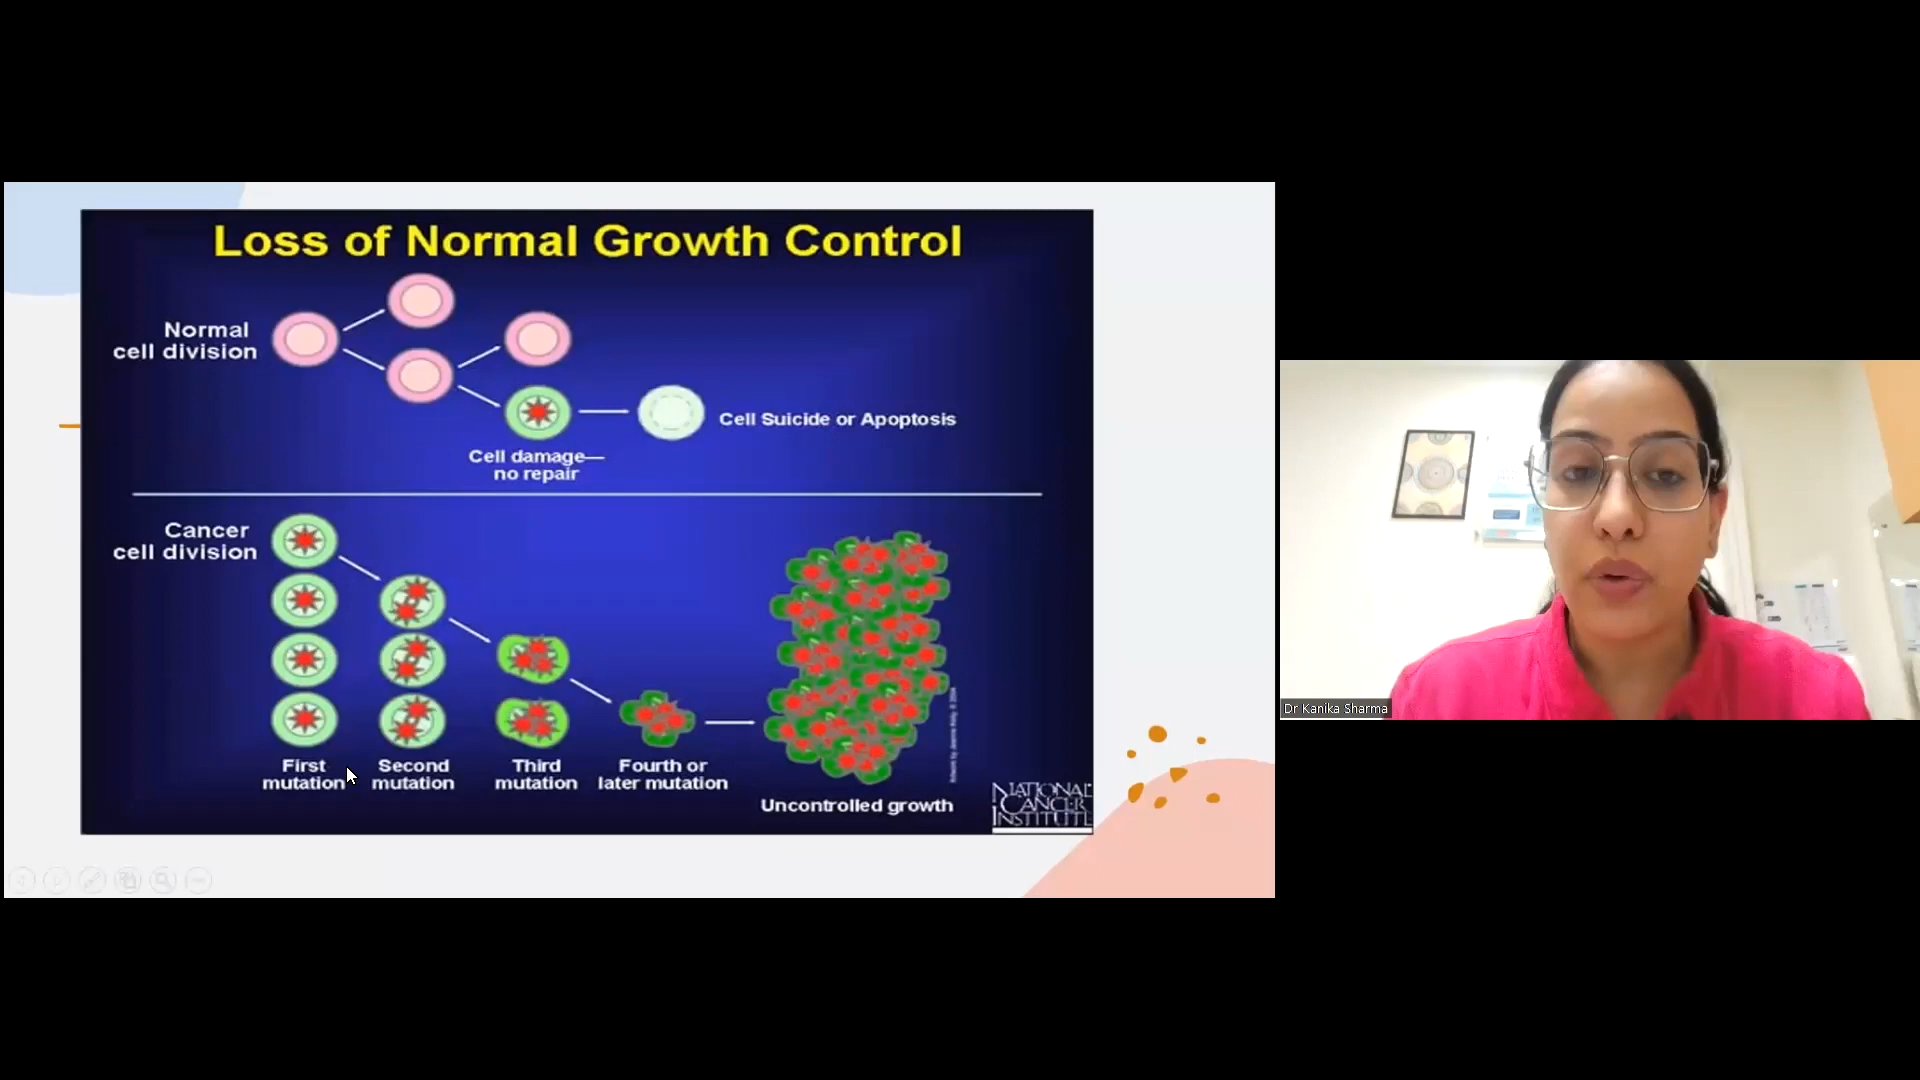 Loss of Normal Growth Control
Normal
cell division
Cell Suicide or Apoptosis
Cell damage—
no repair
Cancer
cell division
First
mutation
Second
mutation
Third
mutation
Fourth or
later mutation
Uncontrolled growth
NATIONAL
CANCER
INSTITUTE
Dr Kanika Sharma